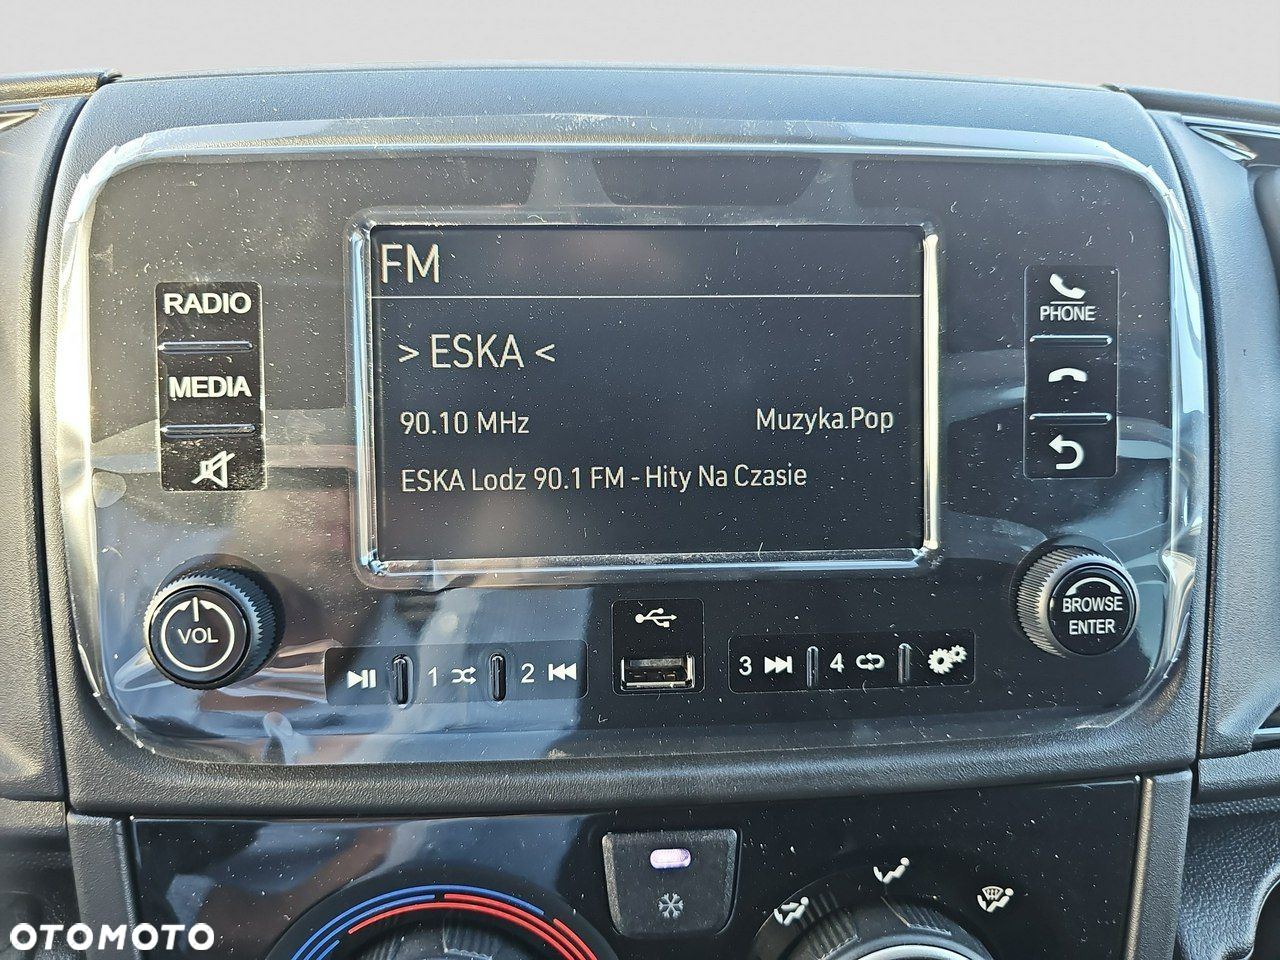 FM
RADIO
MEDIA
> ESKA <
90.10 MHz
Muzyka Pop
ESKA Lodz 90.1 FM - Hity Na Czasie
PHONE
VOL
BROWSE
ENTER
1
2
3
4
OTOMOTO